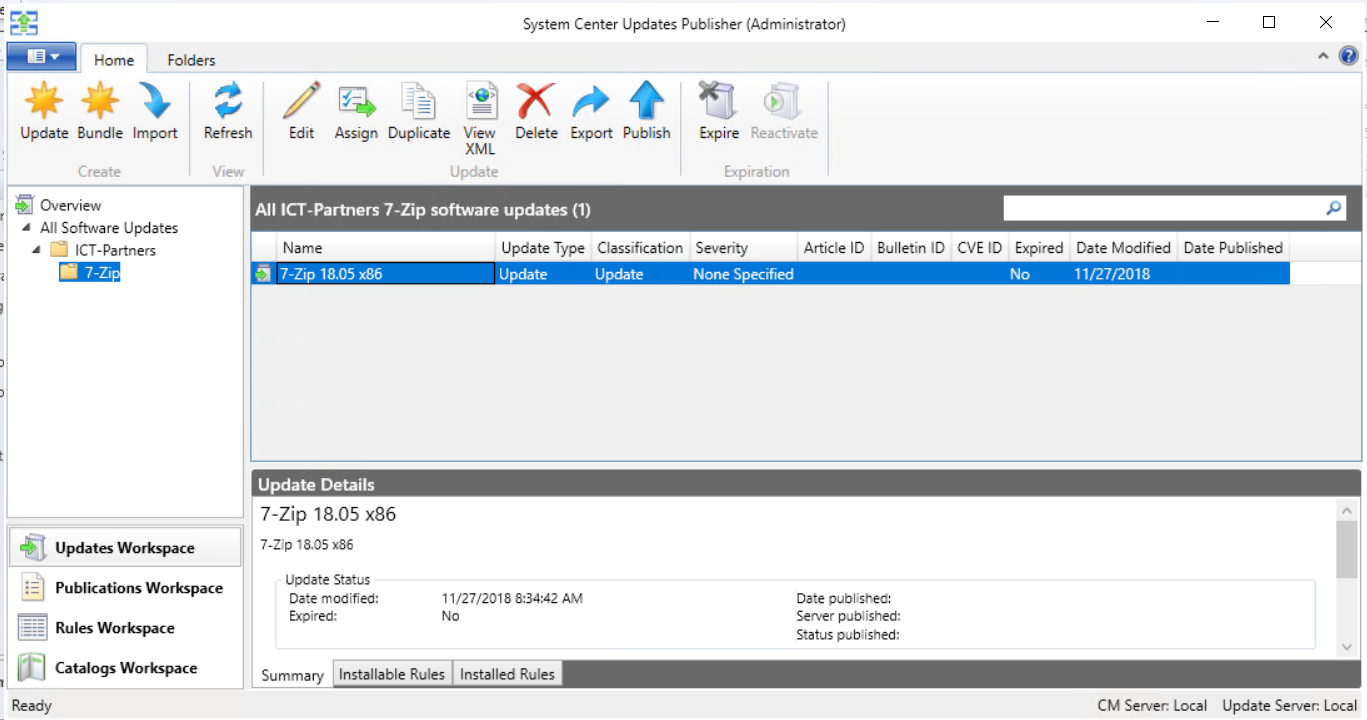 System Center Updates Publisher (Administrator)
Home Folders
Update Bundle Import Refresh Edit Assign Duplicate View XML Delete Export Publish Expire Reactivate
Create View Update Expiration
Overview
All Software Updates
ICT-Partners
7-Zip
All ICT-Partners 7-Zip software updates (1)
Name Update Type Classification Severity Article ID Bulletin ID CVE ID Expired Date Modified Date Published
7-Zip 18.05 x86 Update Update None Specified No 11/27/2018
Updates Workspace
Publications Workspace
Rules Workspace
Catalogs Workspace
Update Details
7-Zip 18.05 x86
7-Zip 18.05 x86
Update Status
Date modified: 11/27/2018 8:34:42 AM Date published:
Expired: No Server published:
Status published:
Summary Installable Rules Installed Rules
Ready CM Server: Local Update Server: Local